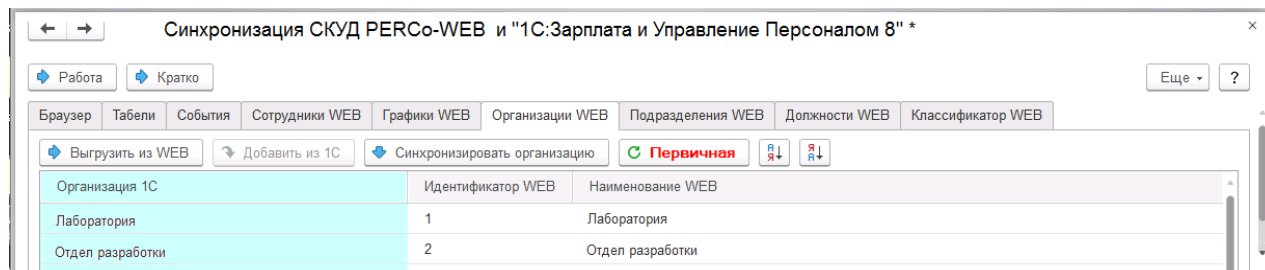 Синхронизация СКУД PERCo-WEB и "1С:Зарплата и Управление Персоналом 8" *
Работа Кратко Еще ?
Браузер Табели События Сотрудники WEB Графики WEB Организации WEB Подразделения WEB Должности WEB Классификатор WEB
Выгрузить из WEB Добавить из 1С Синхронизировать организацию Первичная А Я Я А
Организация 1С Идентификатор WEB Наименование WEB
Лаборатория 1 Лаборатория
Отдел разработки 2 Отдел разработки